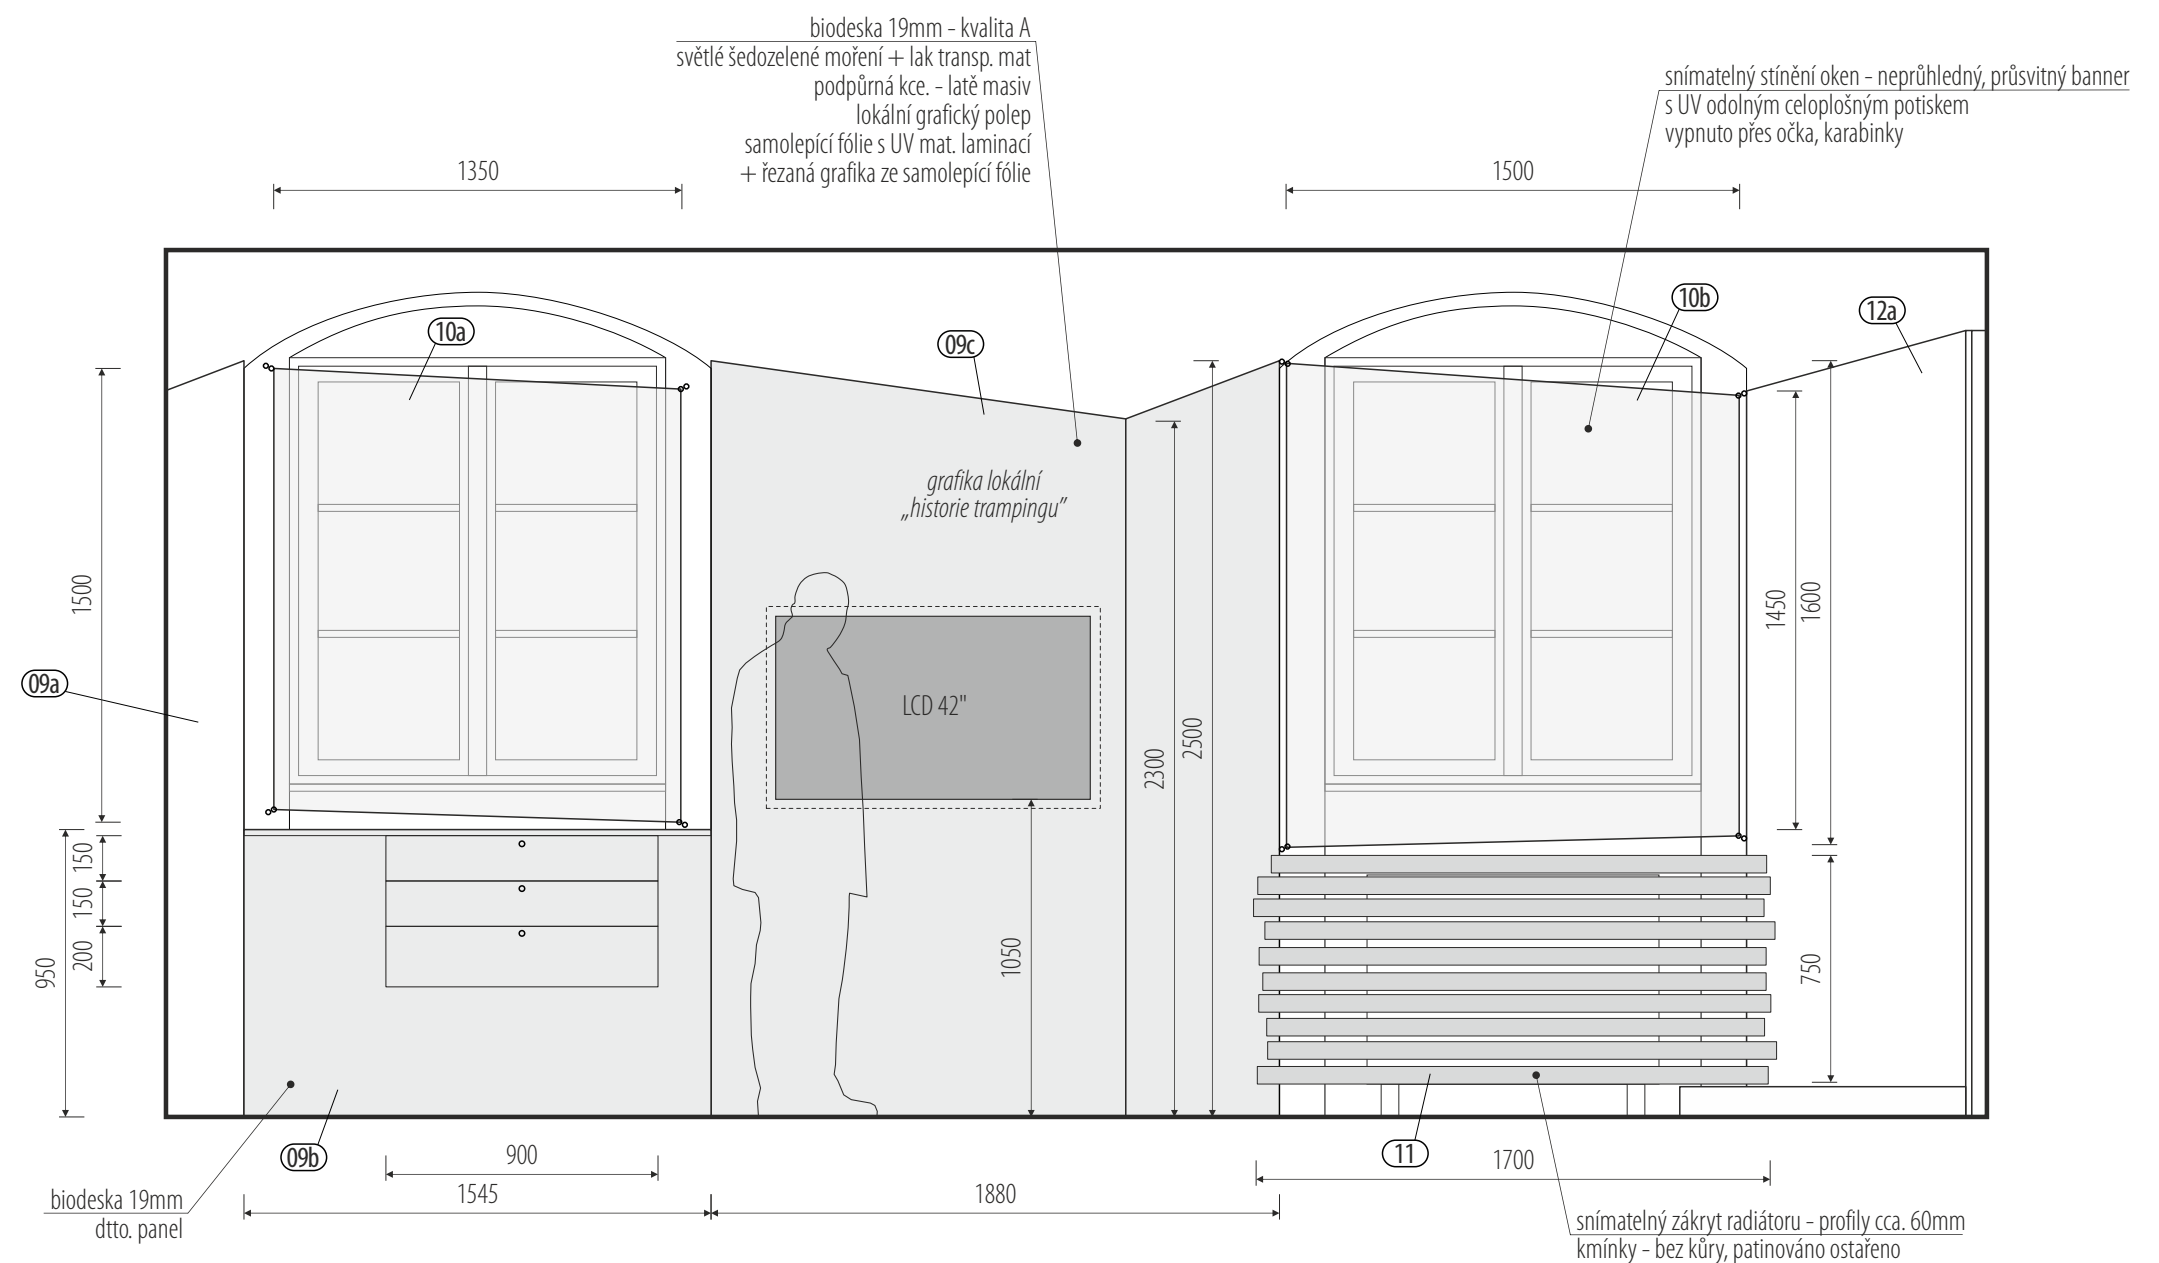 biodeska 19mm - kvalita A
světlé šedozelené moření + lak transp. mat
podpůrná kce. - latě masiv
lokální grafický polep
samolepící fólie s UV mat. laminací
+ řezaná grafika ze samolepící fólie
snímatelný stínění oken - neprůhledný, průsvitný banner
s UV odolným celoplošným potiskem
vypnuto přes očka, karabinky
1350
1500
10a
09c
10b
12a
grafika lokální
„historie trampingu”
1500
1450
1600
09a
LCD 42"
2300
2500
150
150
200
950
1050
750
09b
11
900
1700
1545
1880
biodeska 19mm
dtto. panel
snímatelný zákryt radiátoru - profily cca. 60mm
kmínky - bez kůry, patinováno ostařeno